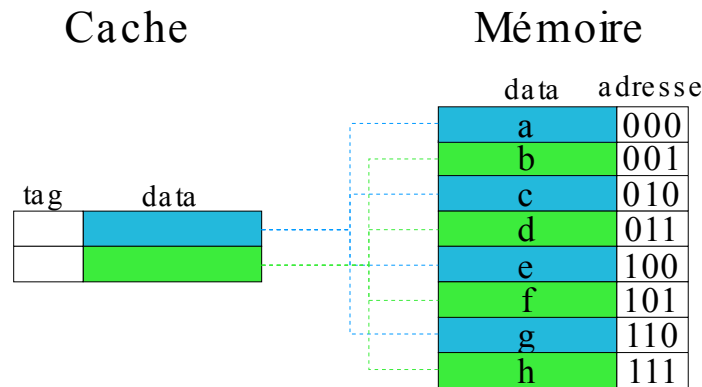 Cache
Mémoire
data adresse
a 000
b 001
tag data
c 010
d 011
e 100
f 101
g 110
h 111